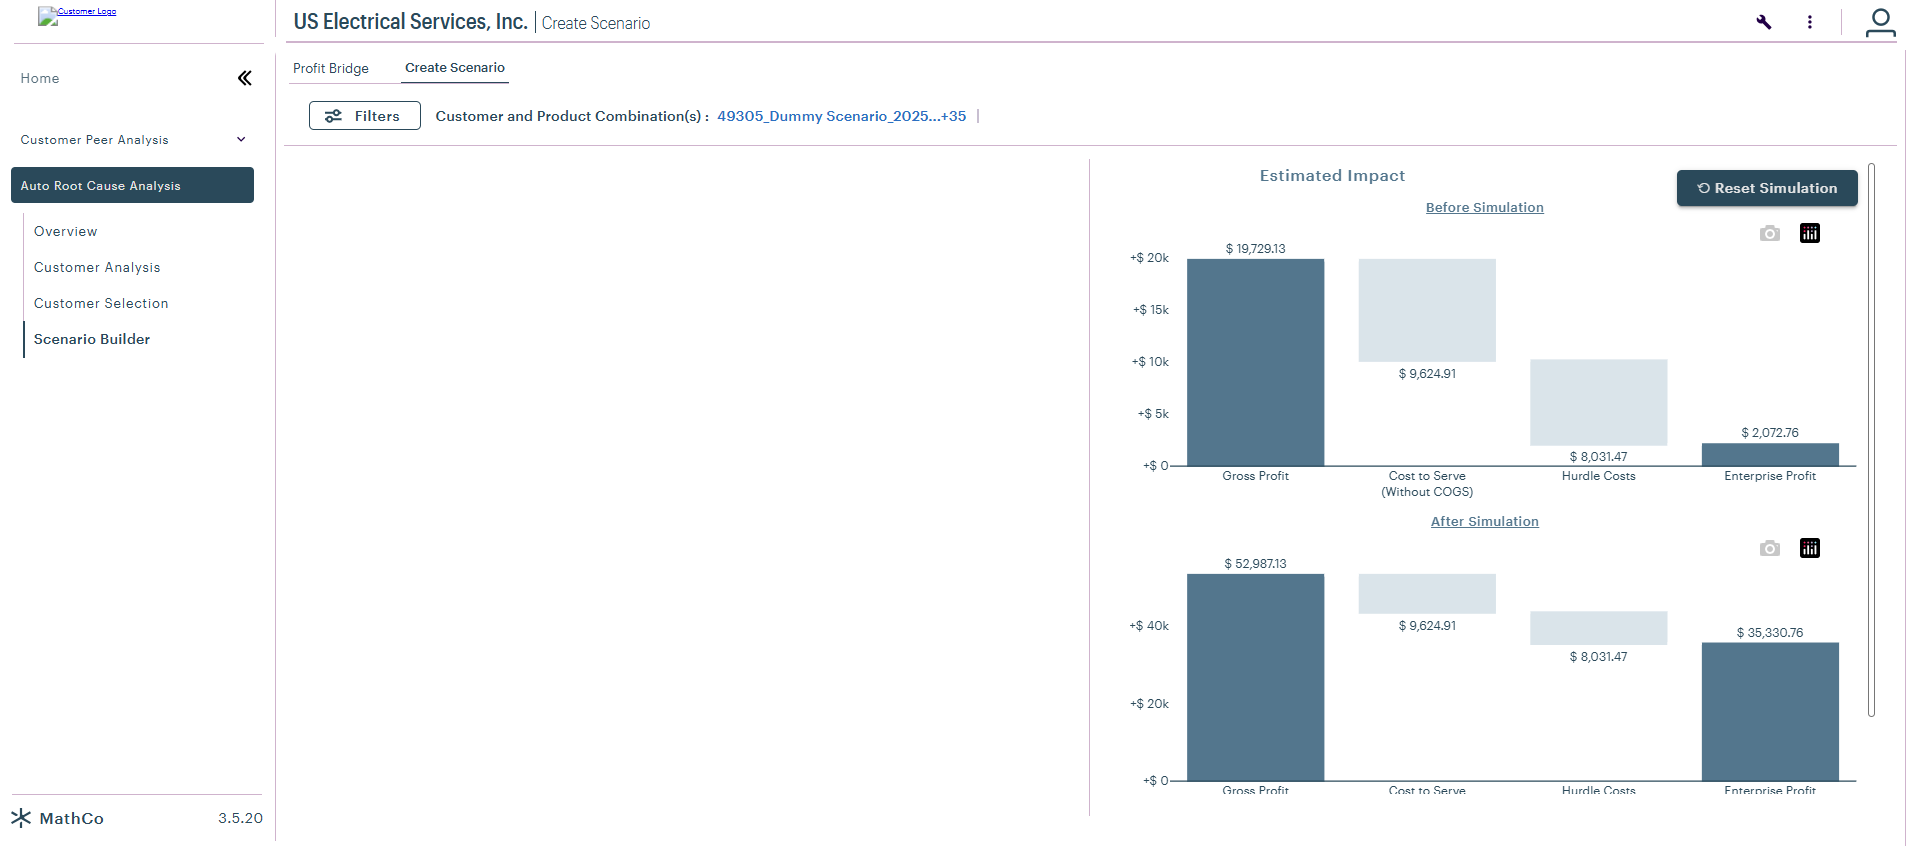 Customer Logo
US Electrical Services, Inc. | Create Scenario
Home
Customer Peer Analysis
Auto Root Cause Analysis
Overview
Customer Analysis
Customer Selection
Scenario Builder
MathCo
3.5.20
Profit Bridge
Create Scenario
Filters
Customer and Product Combination(s) : 49305_Dummy Scenario_2025...+35 |
Estimated Impact
Reset Simulation
Before Simulation
$ 19,729.13
+$ 20k
+$ 15k
+$ 10k
$ 9,624.91
+$ 5k
$ 2,072.76
$ 8,031.47
+$ 0
Gross Profit
Cost to Serve
(Without COGS)
Hurdle Costs
Enterprise Profit
After Simulation
$ 52,987.13
+$ 40k
$ 9,624.91
$ 35,330.76
$ 8,031.47
+$ 20k
+$ 0
Gross Profit
Cost to Serve
Hurdle Costs
Enterprise Profit